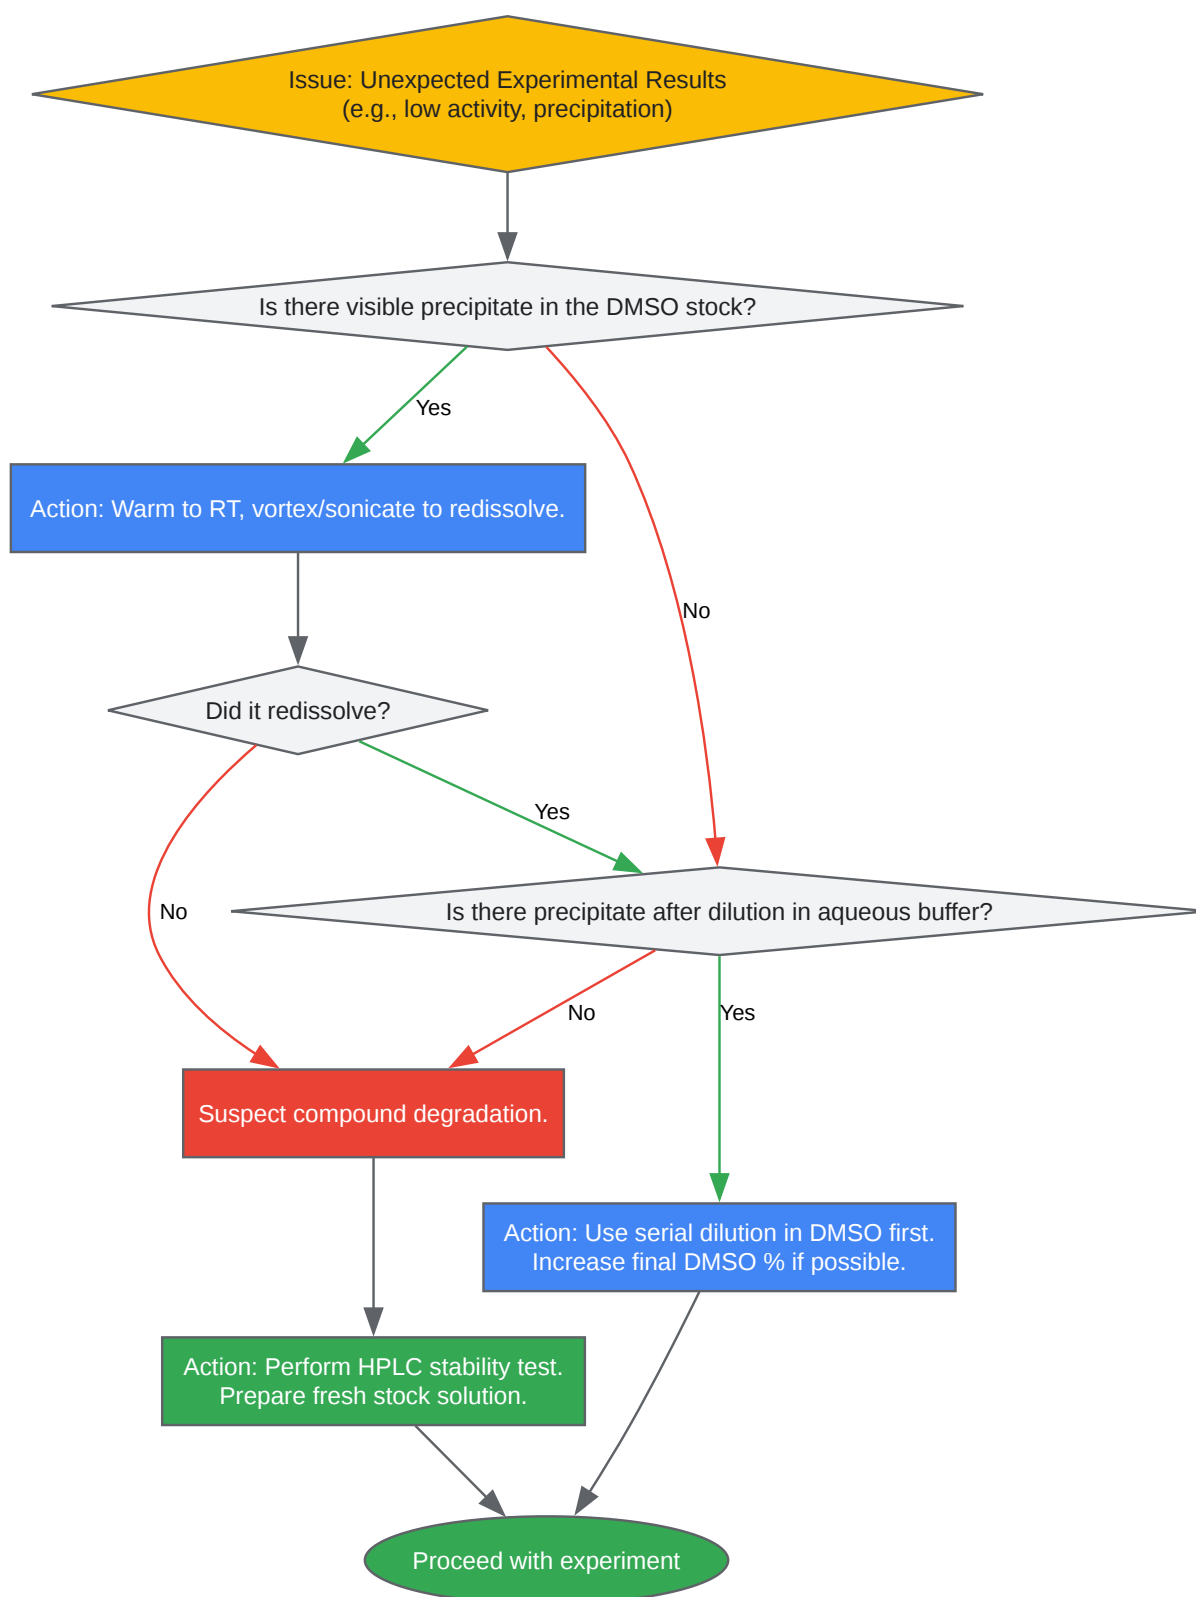 Issue: Unexpected Experimental Results
(e.g., low activity, precipitation)
Is there visible precipitate in the DMSO stock?
Yes
Action: Warm to RT, vortex/sonicate to redissolve.
No
Did it redissolve?
Yes
No
Is there precipitate after dilution in aqueous buffer?
No
Yes
Suspect compound degradation.
Action: Use serial dilution in DMSO first.
Increase final DMSO % if possible.
Action: Perform HPLC stability test.
Prepare fresh stock solution.
Proceed with experiment